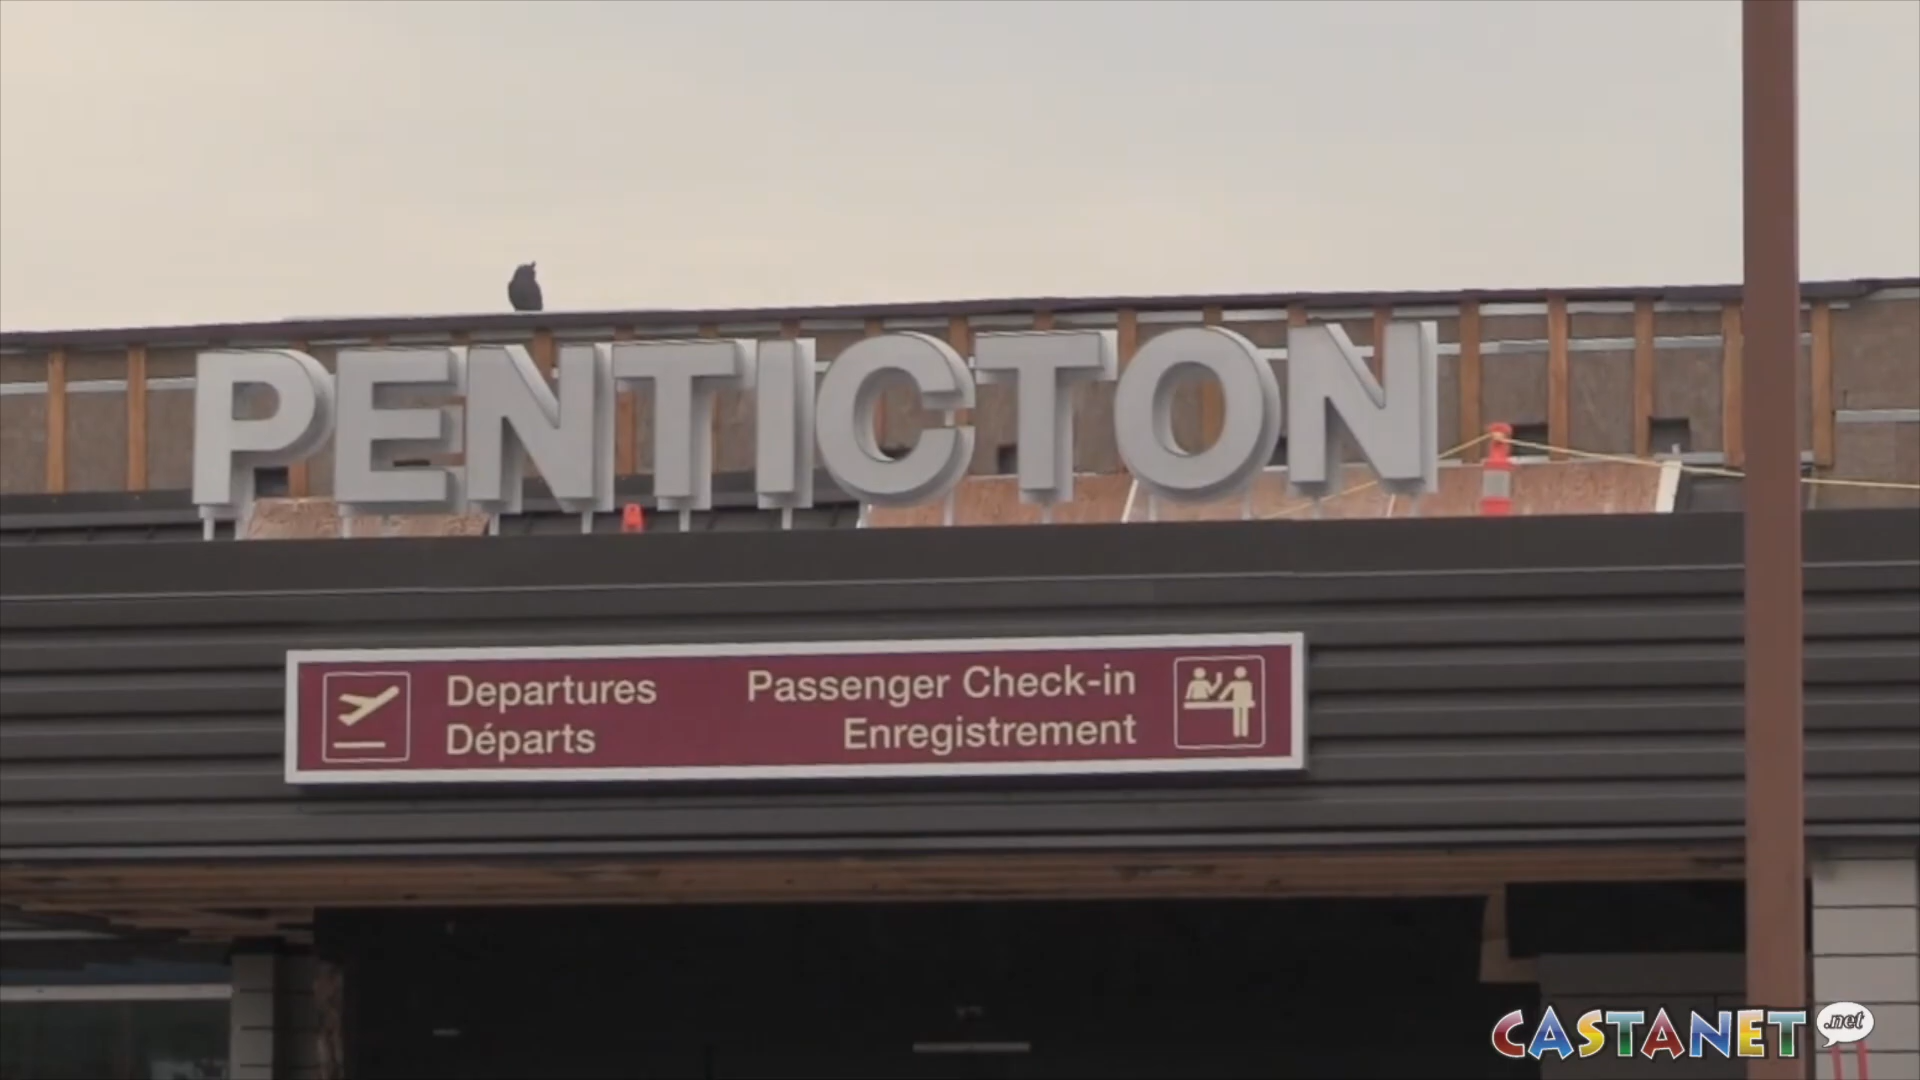 PENTICTON
Departures
Départs
Passenger Check-in
Enregistrement
CASTANET .net